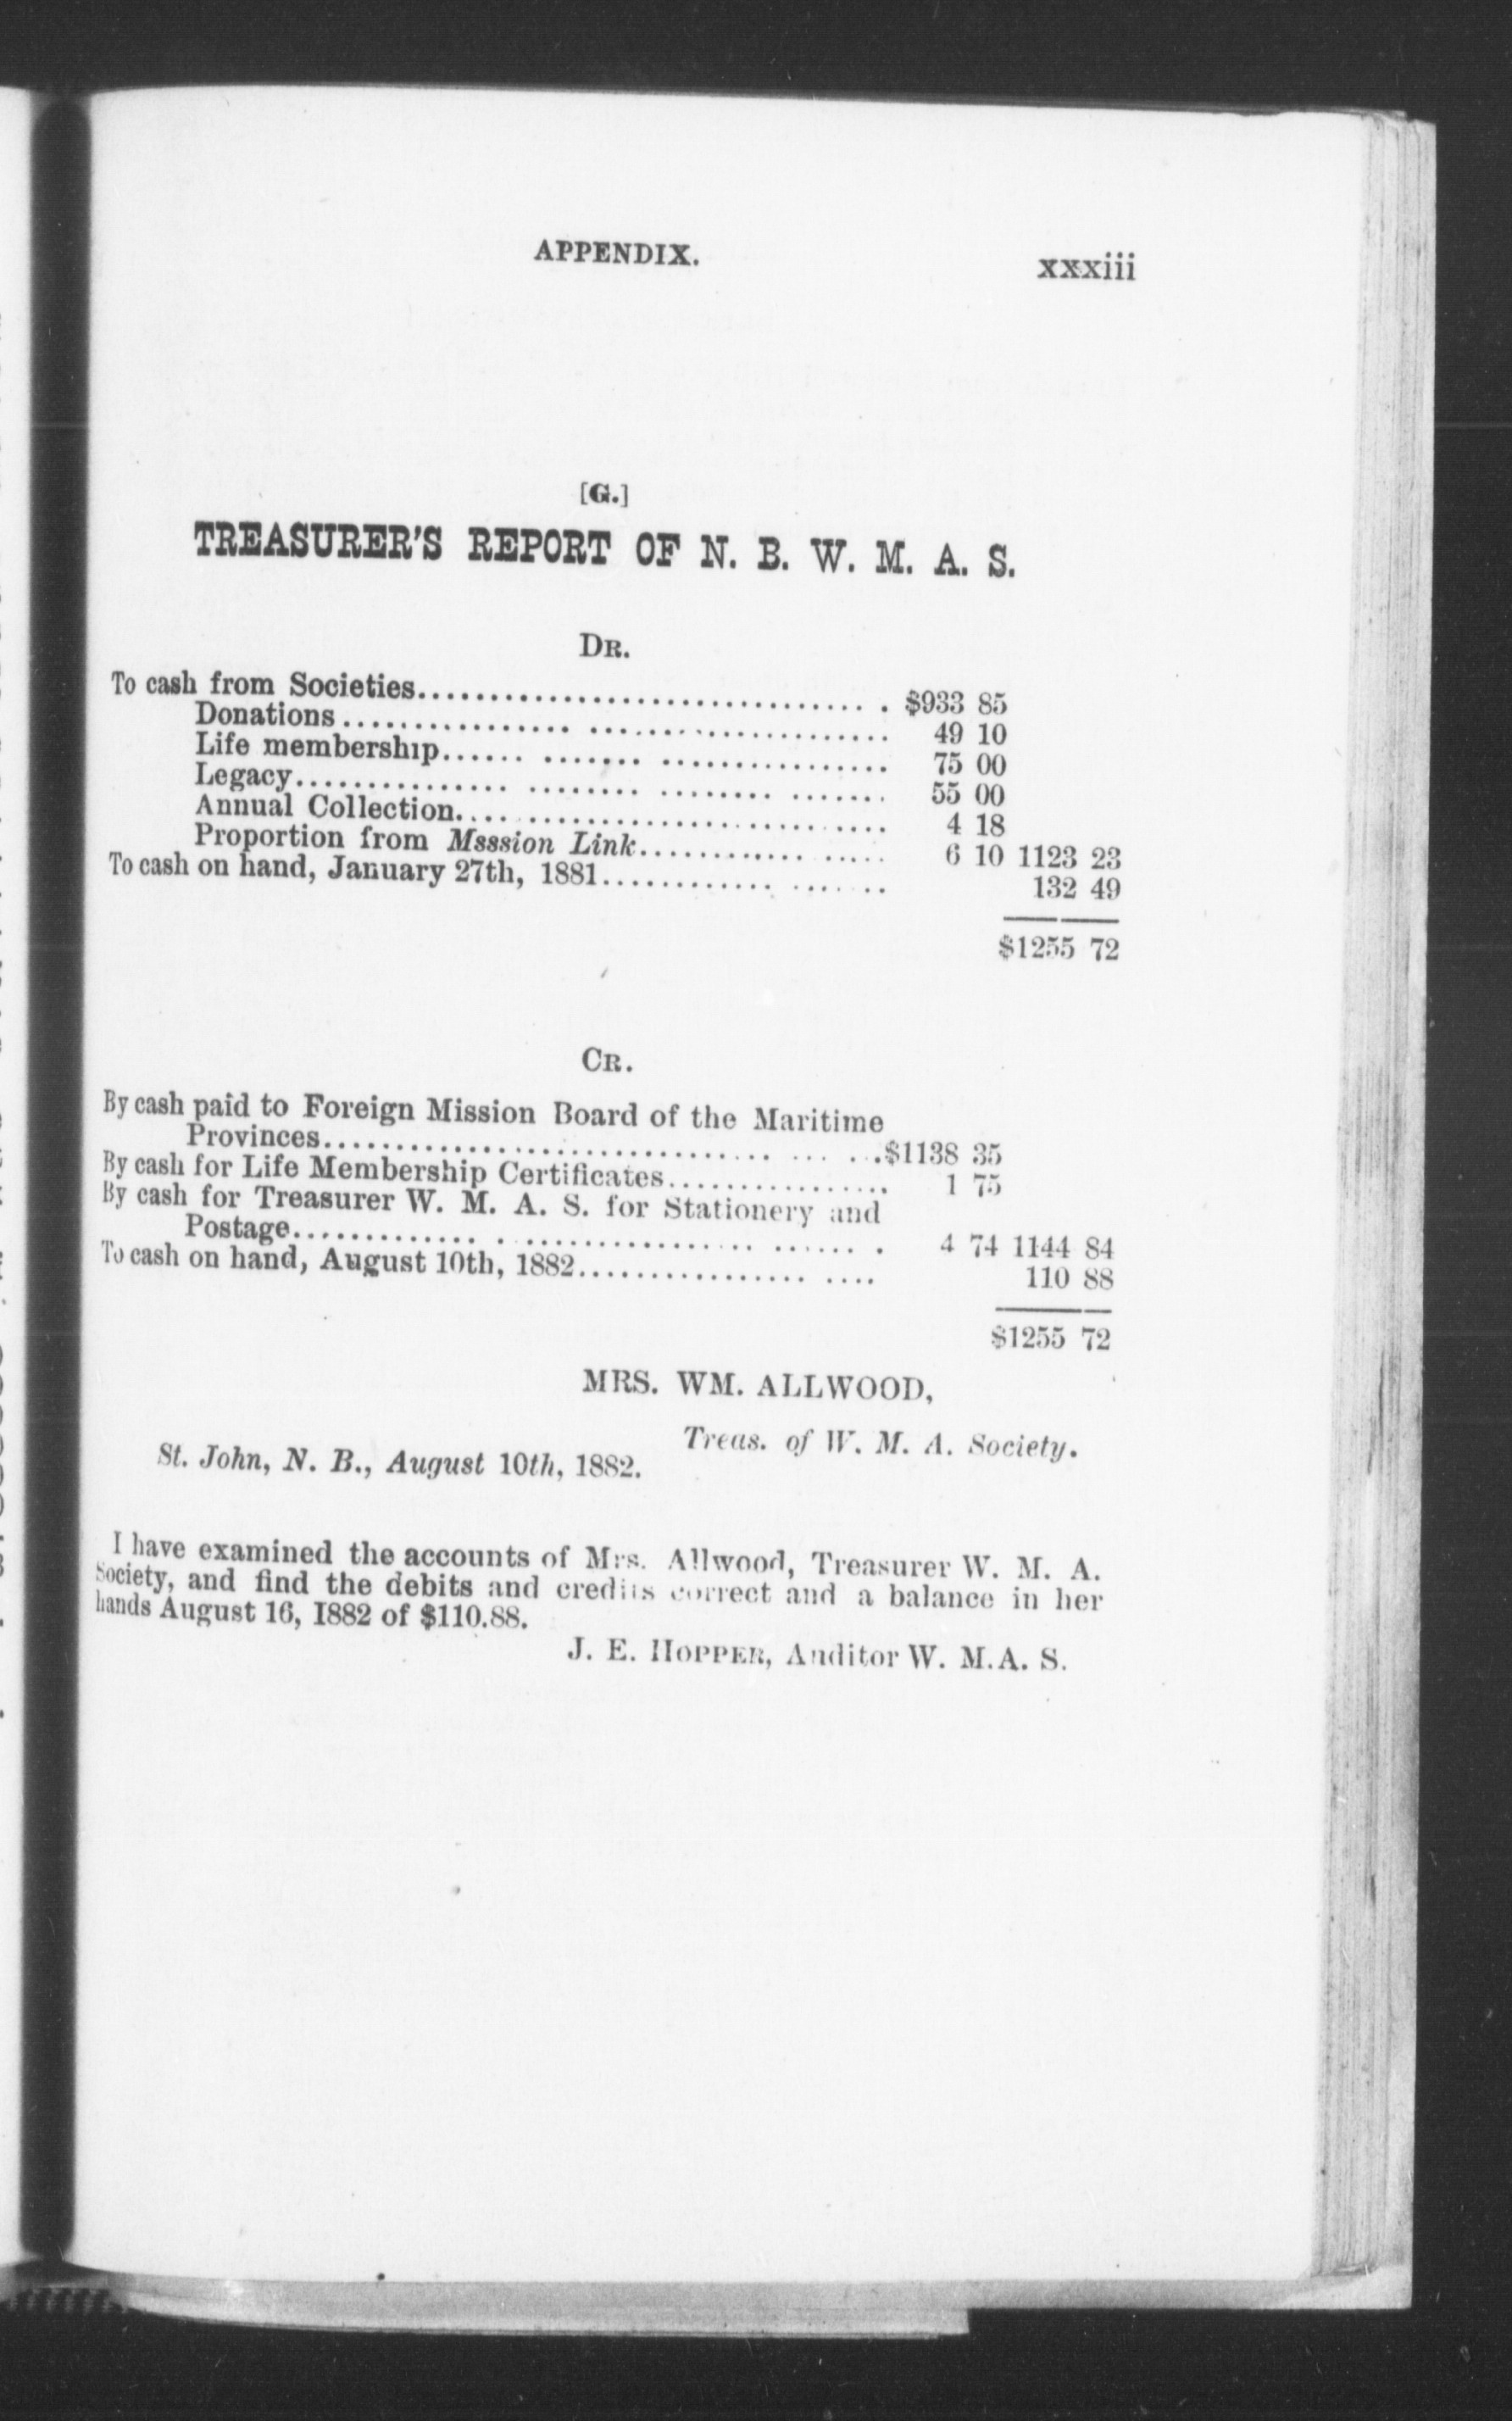 APPENDIX. xxxiii
[G.]
TREASURER'S REPORT OF N. B. W. M. A. S.
DR.
To cash from Societies.................................. $933 85
Donations..................................... 49 10
Life membership............................... 75 00
Legacy........................................ 55 00
Annual Collection............................. 4 18
Proportion from Msssion Link................. 6 10 1123 23
To cash on hand, January 27th, 1881................... 132 49
$1255 72
CR.
By cash paid to Foreign Mission Board of the Maritime
Provinces.....................................$1138 35
By cash for Life Membership Certificates................ 1 75
By cash for Treasurer W. M. A. S. for Stationery and
Postage...................................... 4 74 1144 84
To cash on hand, August 10th, 1882.................... 110 88
$1255 72
MRS. WM. ALLWOOD,
Treas. of W. M. A. Society.
St. John, N. B., August 10th, 1882.
I have examined the accounts of Mrs. Allwood, Treasurer W. M. A.
Society, and find the debits and credits correct and a balance in her
hands August 16, 1882 of $110.88.
J. E. HOPPER, Auditor W. M. A. S.